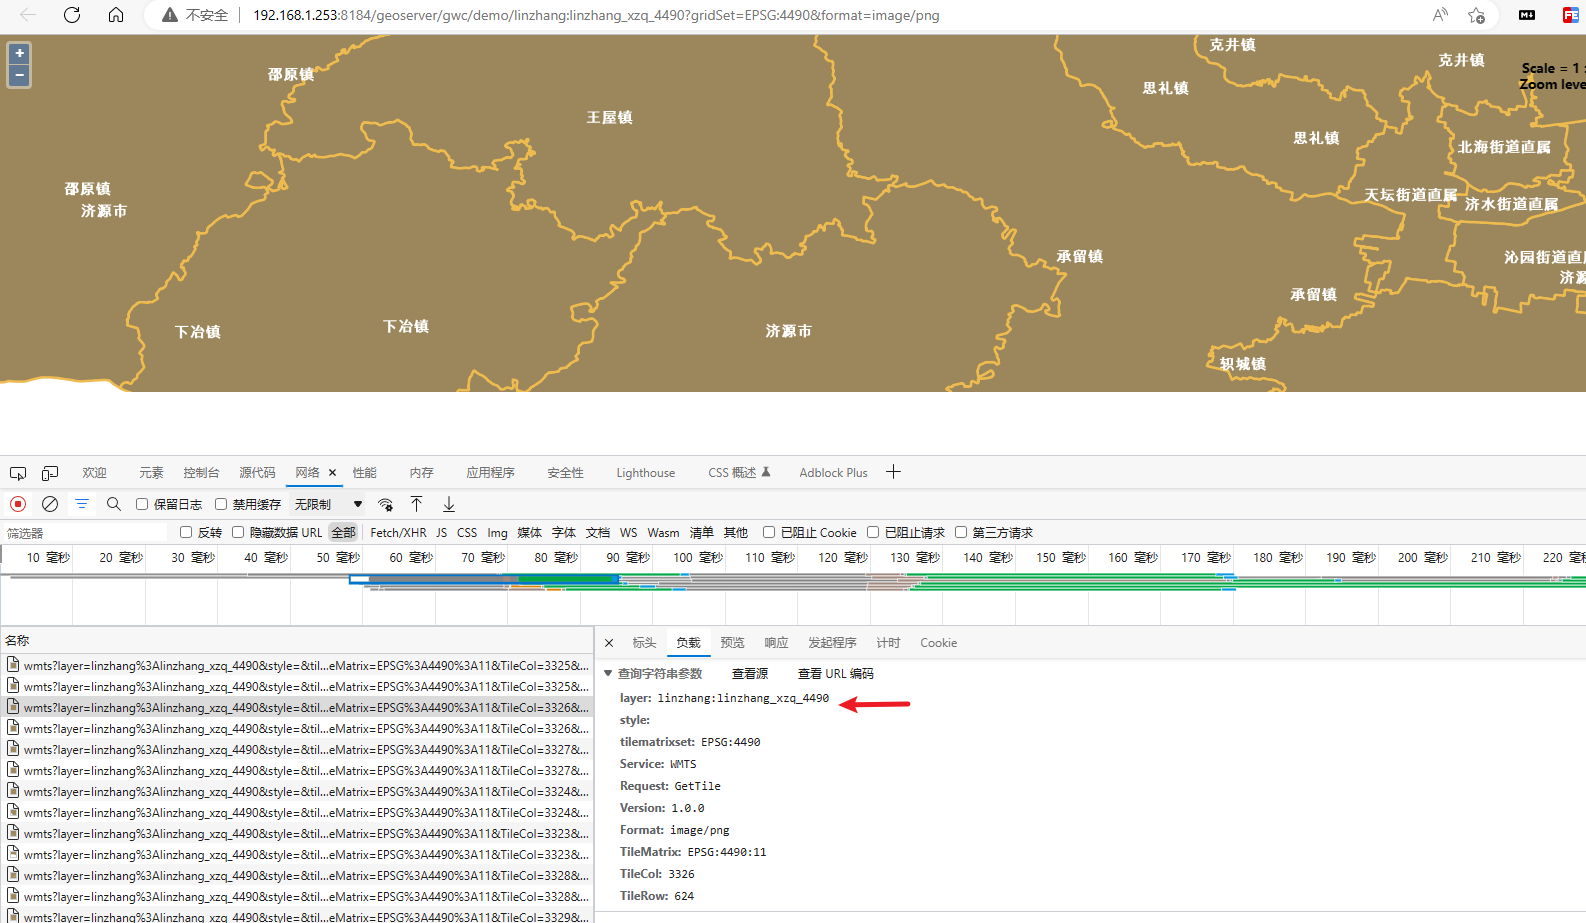 不安全 192.168.1.253:8184/geoserver/gwc/demo/linzhang:linzhang_xzq_4490?gridSet=EPSG:4490&format=image/png
+
−
克井镇
克井镇
邵原镇
Scale = 1 :
Zoom leve
思礼镇
王屋镇
思礼镇
北海街道直属
邵原镇
天坛街道直属
济源市
济水街道直属
承留镇
沁园街道直属
济源
承留镇
下冶镇
下冶镇
济源市
轵城镇
欢迎 元素 控制台 源代码 网络 性能 内存 应用程序 安全性 Lighthouse CSS 概述 Adblock Plus
保留日志 禁用缓存 无限制
筛选器 反转 隐藏数据 URL 全部 Fetch/XHR JS CSS Img 媒体 字体 文档 WS Wasm 清单 其他 已阻止 Cookie 已阻止请求 第三方请求
10 毫秒 20 毫秒 30 毫秒 40 毫秒 50 毫秒 60 毫秒 70 毫秒 80 毫秒 90 毫秒 100 毫秒 110 毫秒 120 毫秒 130 毫秒 140 毫秒 150 毫秒 160 毫秒 170 毫秒 180 毫秒 190 毫秒 200 毫秒 210 毫秒 220 毫秒
名称
wmts?layer=linzhang%3Alinzhang_xzq_4490&style=&til...eMatrix=EPSG%3A4490%3A11&TileCol=3325&...
wmts?layer=linzhang%3Alinzhang_xzq_4490&style=&til...eMatrix=EPSG%3A4490%3A11&TileCol=3325&...
wmts?layer=linzhang%3Alinzhang_xzq_4490&style=&til...eMatrix=EPSG%3A4490%3A11&TileCol=3326&...
wmts?layer=linzhang%3Alinzhang_xzq_4490&style=&til...eMatrix=EPSG%3A4490%3A11&TileCol=3326&...
wmts?layer=linzhang%3Alinzhang_xzq_4490&style=&til...eMatrix=EPSG%3A4490%3A11&TileCol=3327&...
wmts?layer=linzhang%3Alinzhang_xzq_4490&style=&til...eMatrix=EPSG%3A4490%3A11&TileCol=3327&...
wmts?layer=linzhang%3Alinzhang_xzq_4490&style=&til...eMatrix=EPSG%3A4490%3A11&TileCol=3324&...
wmts?layer=linzhang%3Alinzhang_xzq_4490&style=&til...eMatrix=EPSG%3A4490%3A11&TileCol=3324&...
wmts?layer=linzhang%3Alinzhang_xzq_4490&style=&til...eMatrix=EPSG%3A4490%3A11&TileCol=3323&...
wmts?layer=linzhang%3Alinzhang_xzq_4490&style=&til...eMatrix=EPSG%3A4490%3A11&TileCol=3323&...
wmts?layer=linzhang%3Alinzhang_xzq_4490&style=&til...eMatrix=EPSG%3A4490%3A11&TileCol=3328&...
wmts?layer=linzhang%3Alinzhang_xzq_4490&style=&til...eMatrix=EPSG%3A4490%3A11&TileCol=3328&...
wmts?layer=linzhang%3Alinzhang_xzq_4490&style=&til...eMatrix=EPSG%3A4490%3A11&TileCol=3329&...
标头 负载 预览 响应 发起程序 计时 Cookie
查询字符串参数 查看源 查看 URL 编码
layer: linzhang:linzhang_xzq_4490
style:
tilematrixset: EPSG:4490
Service: WMTS
Request: GetTile
Version: 1.0.0
Format: image/png
TileMatrix: EPSG:4490:11
TileCol: 3326
TileRow: 624